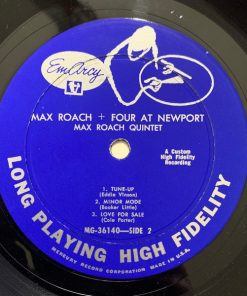 EmArcy
MAX ROACH + FOUR AT NEWPORT
MAX ROACH QUINTET
A Custom
High Fidelity
Recording
1. TUNE-UP
(Eddie Vinson)
2. MINOR MODE
(Booker Little)
3. LOVE FOR SALE
(Cole Porter)
MG-36140—SIDE 2
LONG PLAYING HIGH FIDELITY
MERCURY RECORD CORPORATION MADE IN U.S.A.